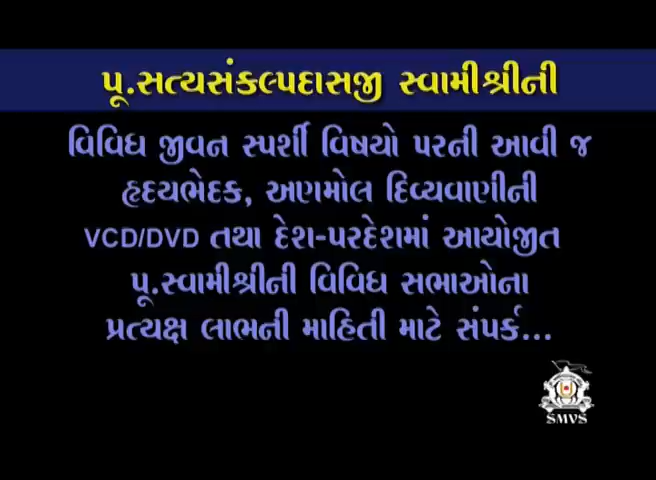 પૂ.સત્યસંકલ્પદાસજી સ્વામીશ્રીની
વિવિધ જીવન સ્પર્શી વિષયો પરની આવી જ
હૃદયભેદક, અણમોલ દિવ્યવાણીની
VCD/DVD તથા દેશ-પરદેશમાં આયોજીત
પૂ.સ્વામીશ્રીની વિવિધ સભાઓના
પ્રત્યક્ષ લાભની માહિતી માટે સંપર્ક...
SMVS